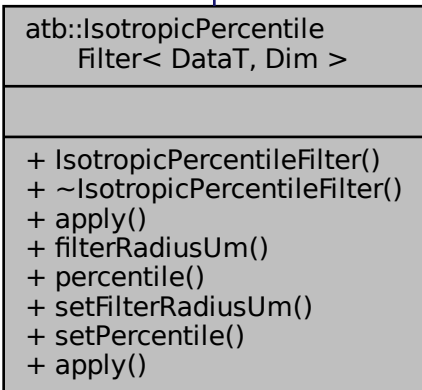 atb::IsotropicPercentile
Filter< DataT, Dim >
+ IsotropicPercentileFilter()
+ ~IsotropicPercentileFilter()
+ apply()
+ filterRadiusUm()
+ percentile()
+ setFilterRadiusUm()
+ setPercentile()
+ apply()